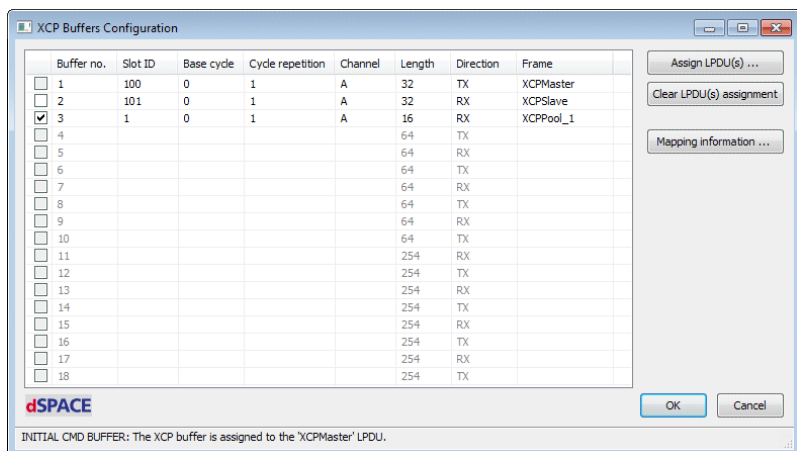 XCP Buffers Configuration
Buffer no. Slot ID Base cycle Cycle repetition Channel Length Direction Frame
1 100 0 1 A 32 TX XCPMaster
2 101 0 1 A 32 RX XCPSlave
3 1 0 1 A 16 RX XCPPool_1
4 64 TX
5 64 RX
6 64 TX
7 64 RX
8 64 TX
9 64 RX
10 64 TX
11 254 RX
12 254 TX
13 254 RX
14 254 TX
15 254 RX
16 254 TX
17 254 RX
18 254 TX
Assign LPDU(s) ...
Clear LPDU(s) assignment
Mapping information ...
dSPACE
OK Cancel
INITIAL CMD BUFFER: The XCP buffer is assigned to the 'XCPMaster' LPDU.